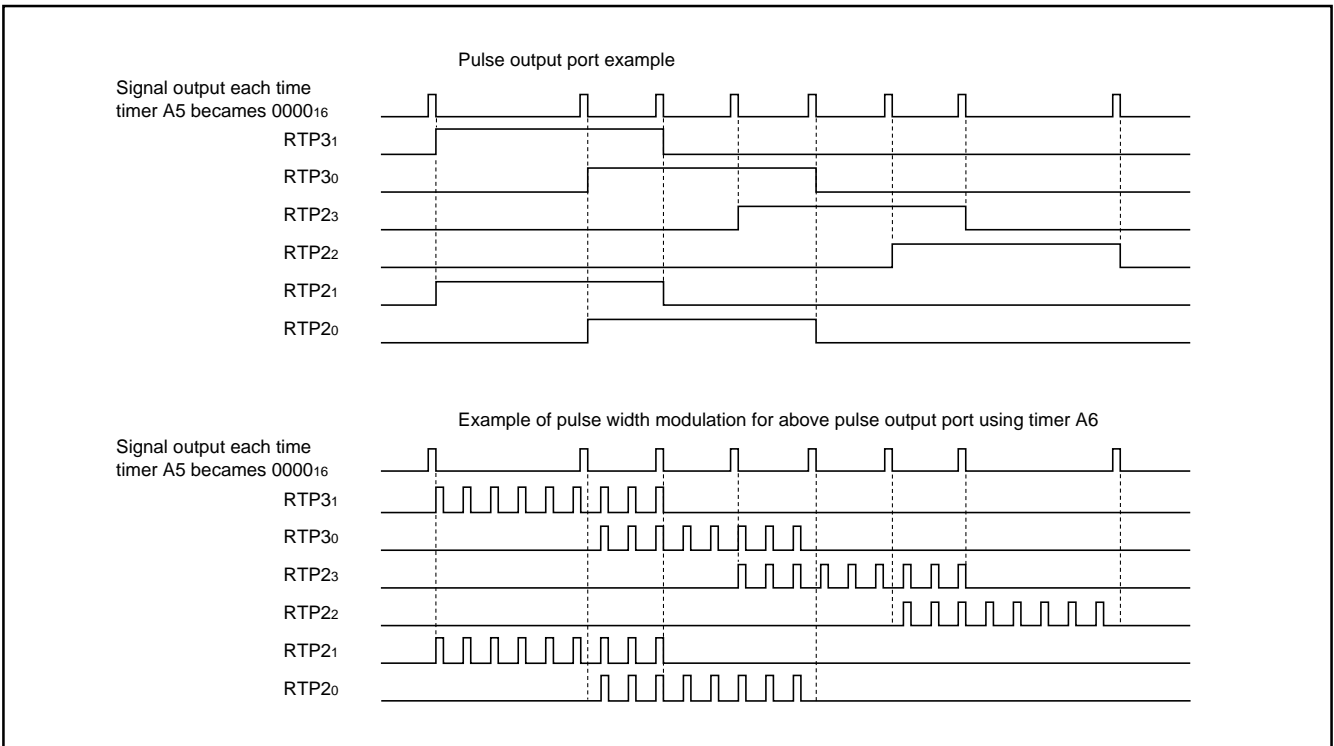 Pulse output port example
Signal output each time
timer A5 becames 0000₁₆
RTP3₁
RTP3₀
RTP2₃
RTP2₂
RTP2₁
RTP2₀
Example of pulse width modulation for above pulse output port using timer A6
Signal output each time
timer A5 becames 0000₁₆
RTP3₁
RTP3₀
RTP2₃
RTP2₂
RTP2₁
RTP2₀